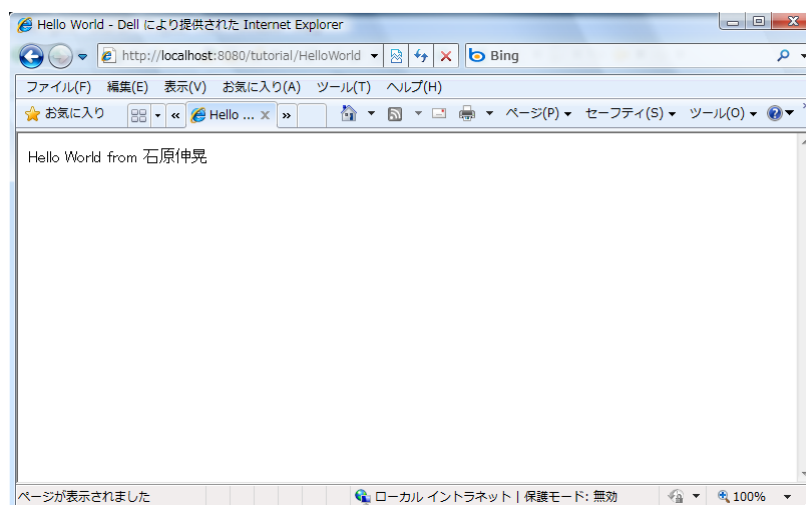 Hello World - Dell により提供された Internet Explorer
http://localhost:8080/tutorial/HelloWorld Bing
ファイル(F) 編集(E) 表示(V) お気に入り(A) ツール(T) ヘルプ(H)
お気に入り « Hello ... x » ページ(P) セーフティ(S) ツール(O) »
Hello World from 石原伸晃
ページが表示されました ローカル イントラネット | 保護モード: 無効 100%